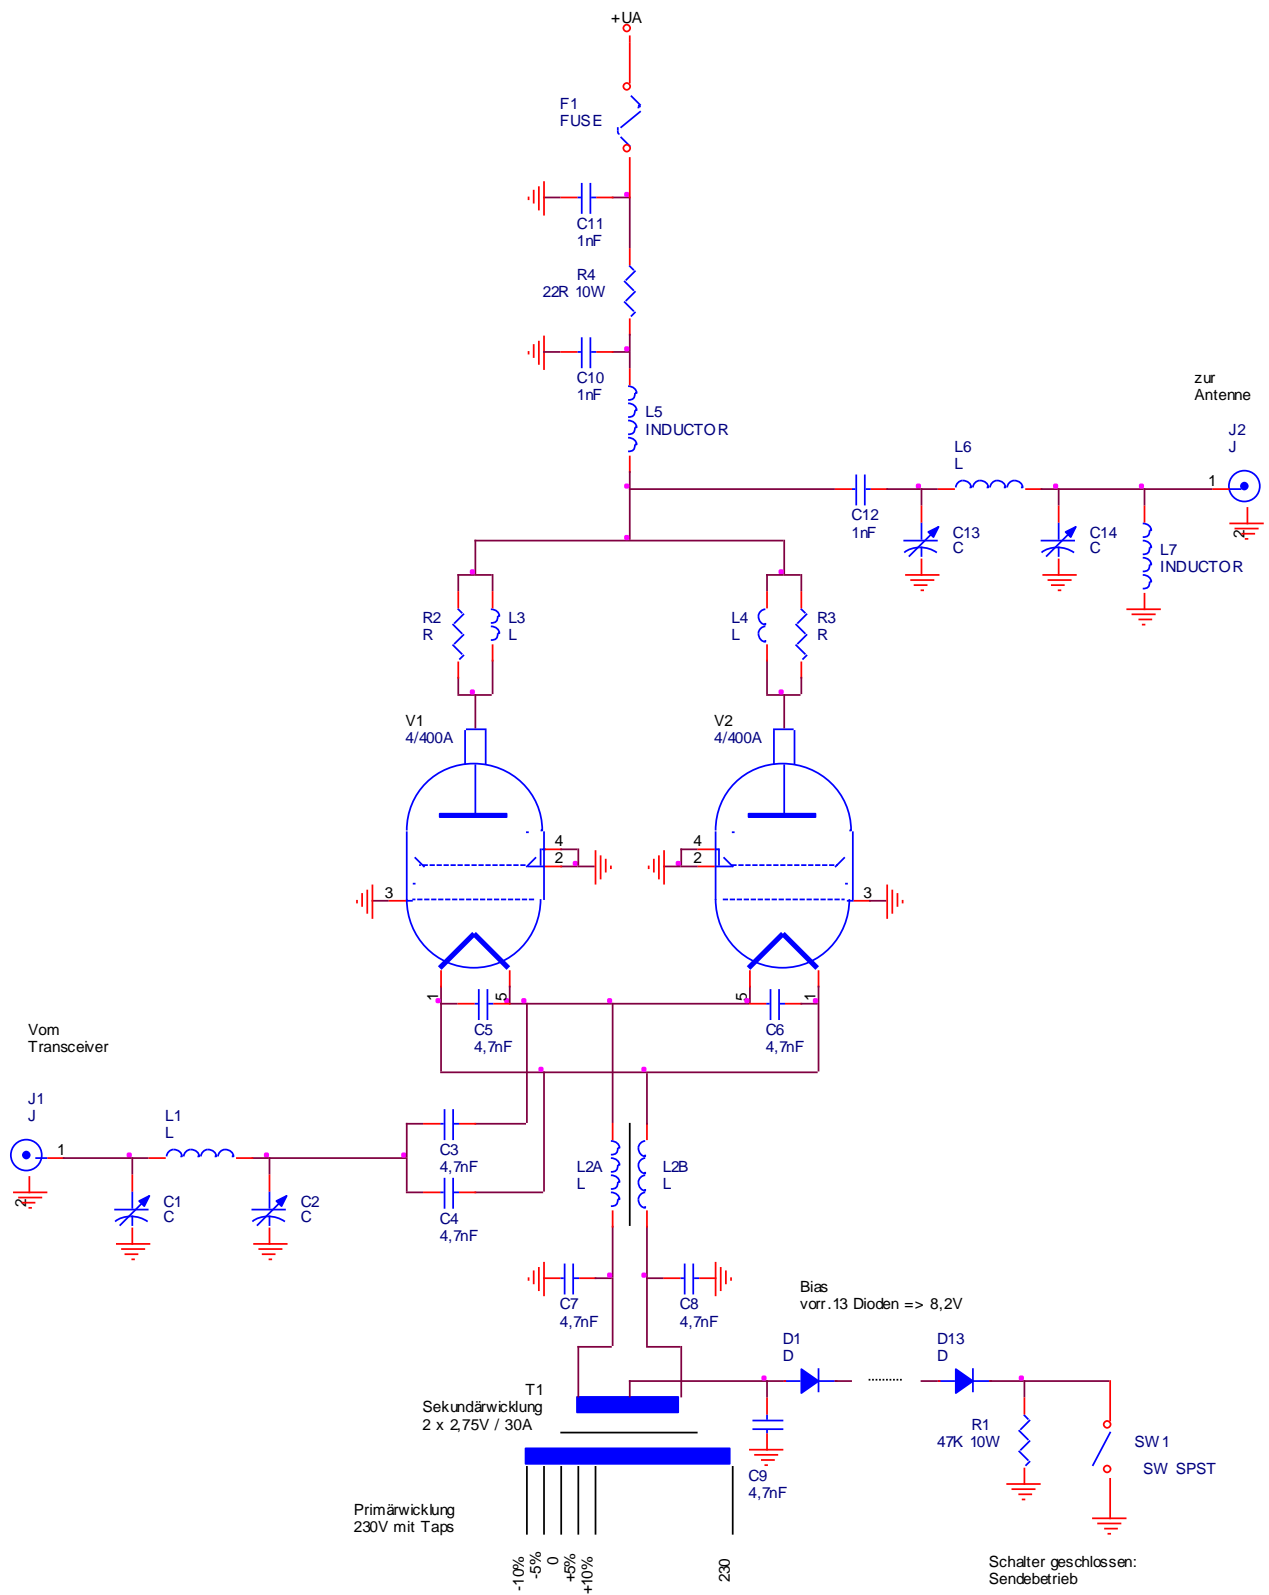 +UA
F1
FUSE
C11
1nF
R4
22R 10W
C10
1nF
L5
INDUCTOR
zur
Antenne
J2
J
1
2
L6
L
C12
1nF
C13
C
C14
C
L7
INDUCTOR
R2
R
L3
L
L4
L
R3
R
V1
4/400A
V2
4/400A
4
2
3
4
2
3
1
5
5
1
C5
4,7nF
C6
4,7nF
Vom
Transceiver
J1
J
1
2
L1
L
C1
C
C2
C
C3
4,7nF
C4
4,7nF
L2A
L
L2B
L
C7
4,7nF
C8
4,7nF
Bias
vorr.13 Dioden => 8,2V
D1
D
D13
D
T1
Sekundärwicklung
2 x 2,75V / 30A
C9
4,7nF
R1
47K 10W
SW1
SW SPST
Primärwicklung
230V mit Taps
-10%
-5%
0
+5%
+10%
230
Schalter geschlossen:
Sendebetrieb